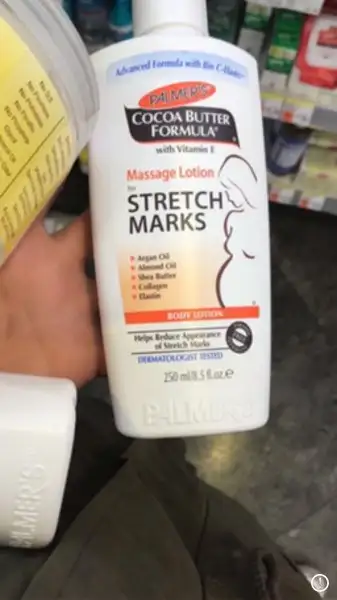 Advanced Formula with Bio C-Elaste
PALMER'S
COCOA BUTTER
FORMULA®
with Vitamin E
Massage Lotion
for
STRETCH
MARKS
Argan Oil
Almond Oil
Shea Butter
Collagen
Elastin
BODY LOTION
Helps Reduce Appearance
of Stretch Marks
DERMATOLOGIST TESTED
250 ml/8.5 fl.oz.e
PALMER'S
PALMER'S